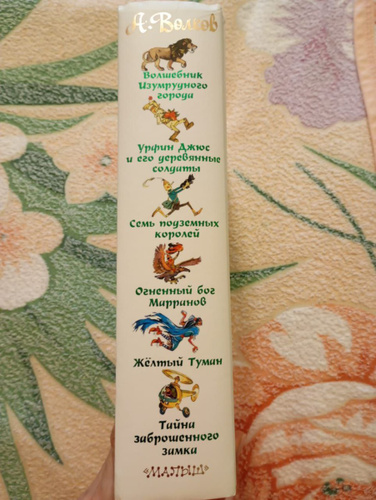 А. Волков
Волшебник
Изумрудного
города
Урфин Джюс
и его деревянные
солдаты
Семь подземных
королей
Огненный бог
Марранов
Жёлтый Туман
Тайна
заброшенного
замка
«МАЛЫШ»